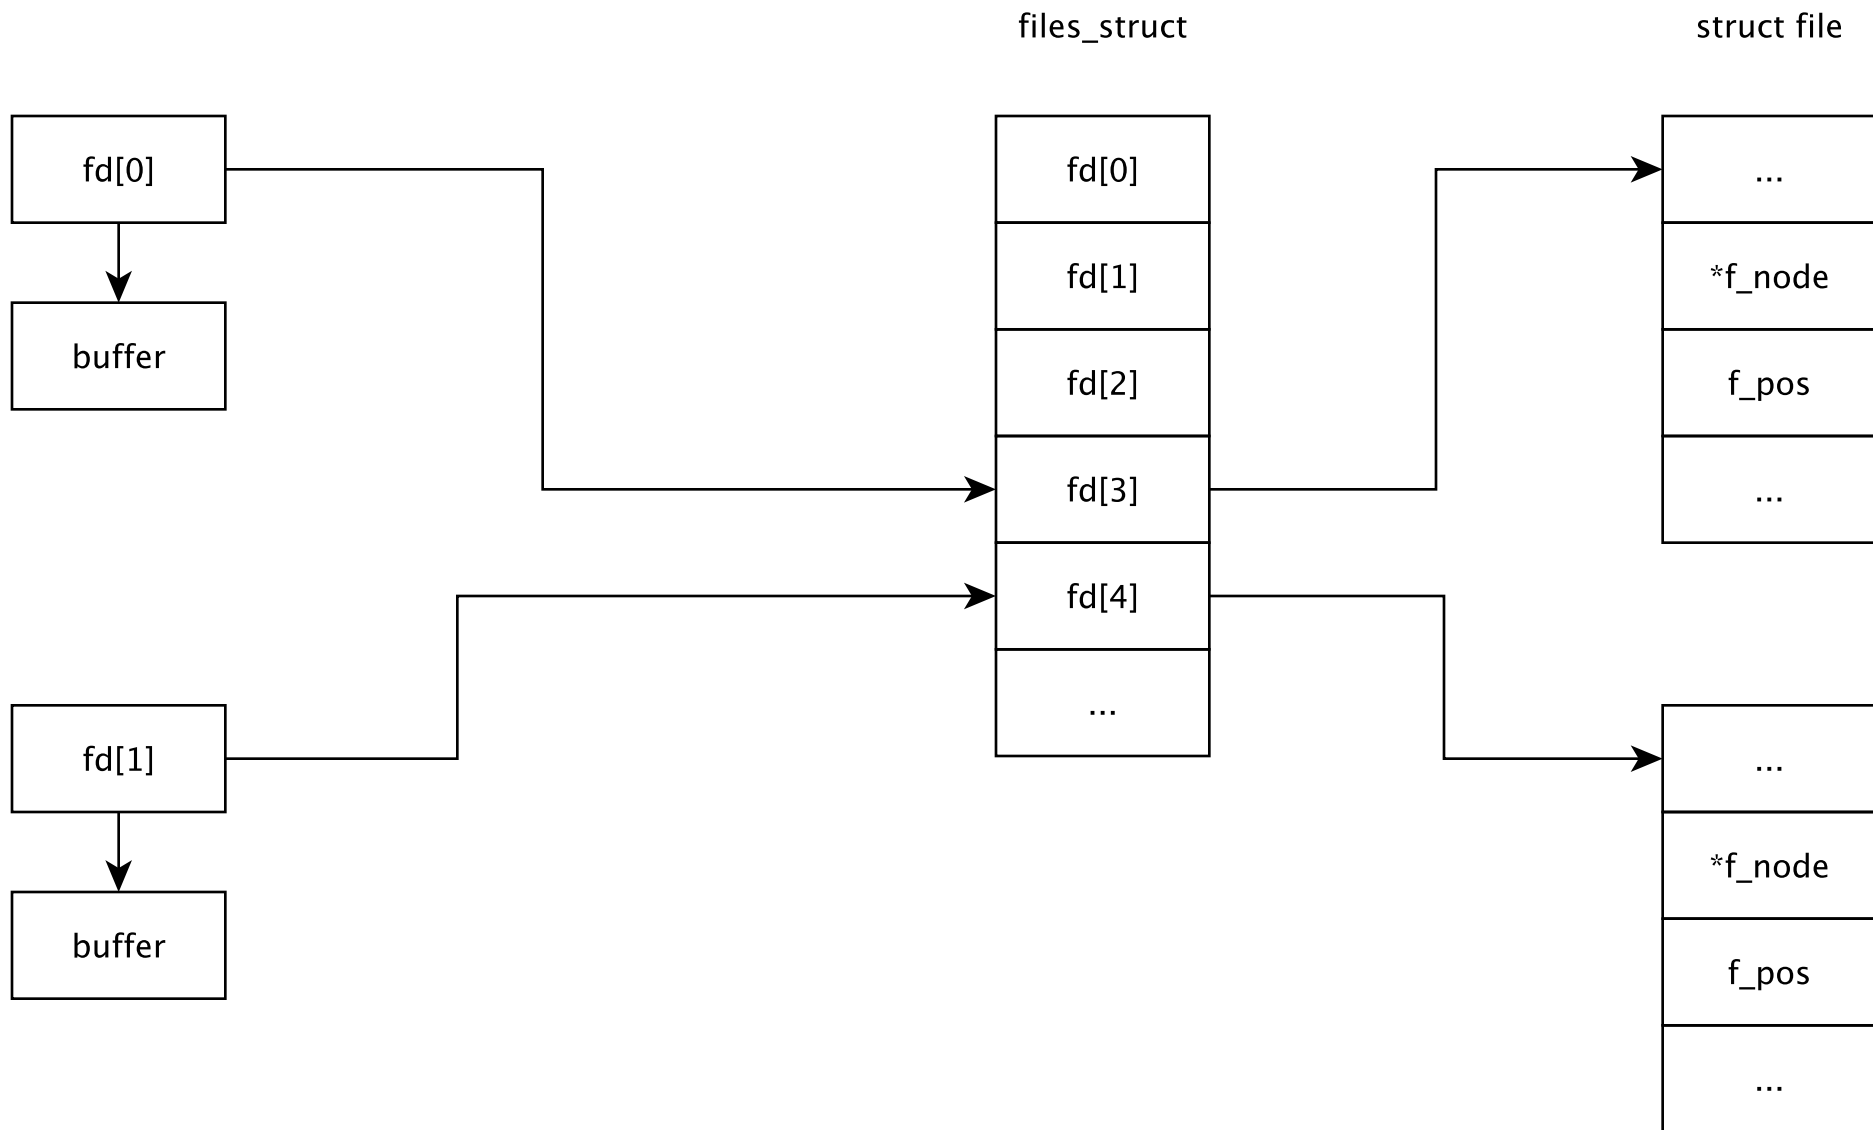 files_struct
struct file
fd[0]
buffer
fd[1]
buffer
fd[0]
fd[1]
fd[2]
fd[3]
fd[4]
...
...
*f_node
f_pos
...
...
*f_node
f_pos
...